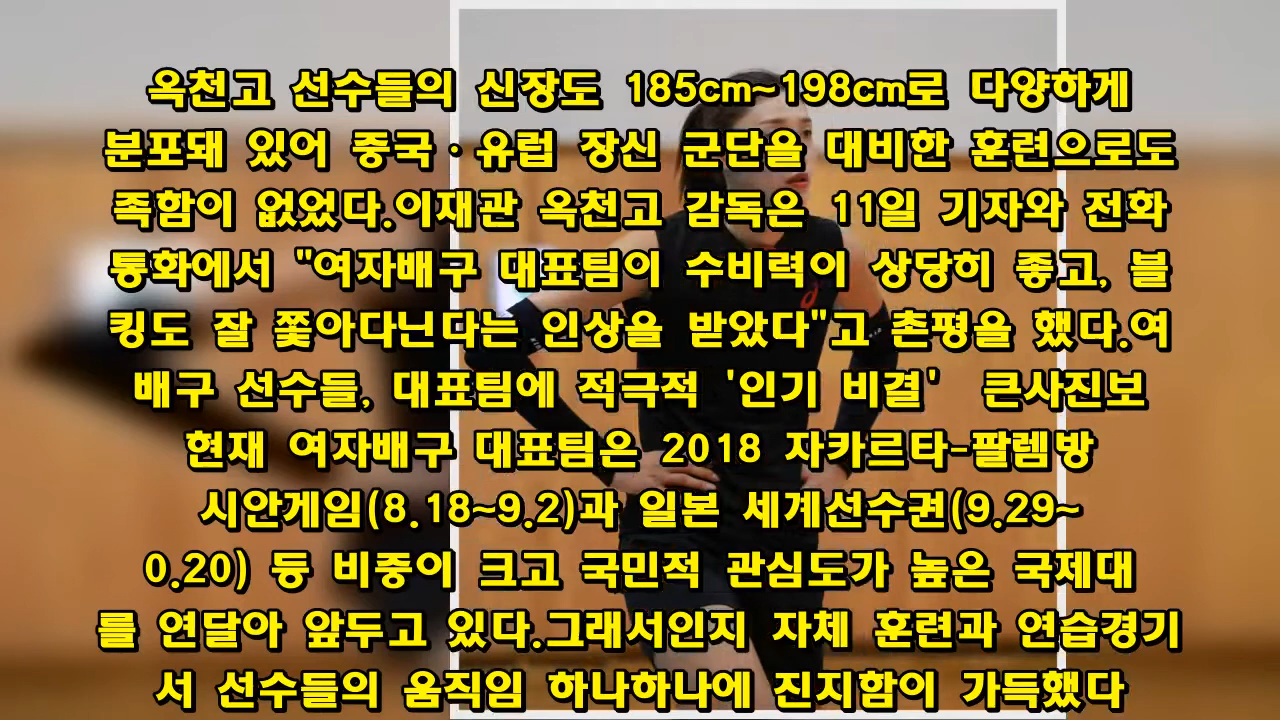 옥천고 선수들의 신장도 185cm~198cm로 다양하게
분포돼 있어 중국·유럽 장신 군단을 대비한 훈련으로도
족함이 없었다.이재관 옥천고 감독은 11일 기자와 전화
통화에서 "여자배구 대표팀이 수비력이 상당히 좋고, 블
킹도 잘 쫓아다닌다는 인상을 받았다"고 촌평을 했다.여
배구 선수들, 대표팀에 적극적 '인기 비결' 큰사진보
현재 여자배구 대표팀은 2018 자카르타-팔렘방
시안게임(8.18~9.2)과 일본 세계선수권(9.29~
0.20) 등 비중이 크고 국민적 관심도가 높은 국제대
를 연달아 앞두고 있다.그래서인지 자체 훈련과 연습경기
서 선수들의 움직임 하나하나에 진지함이 가득했다